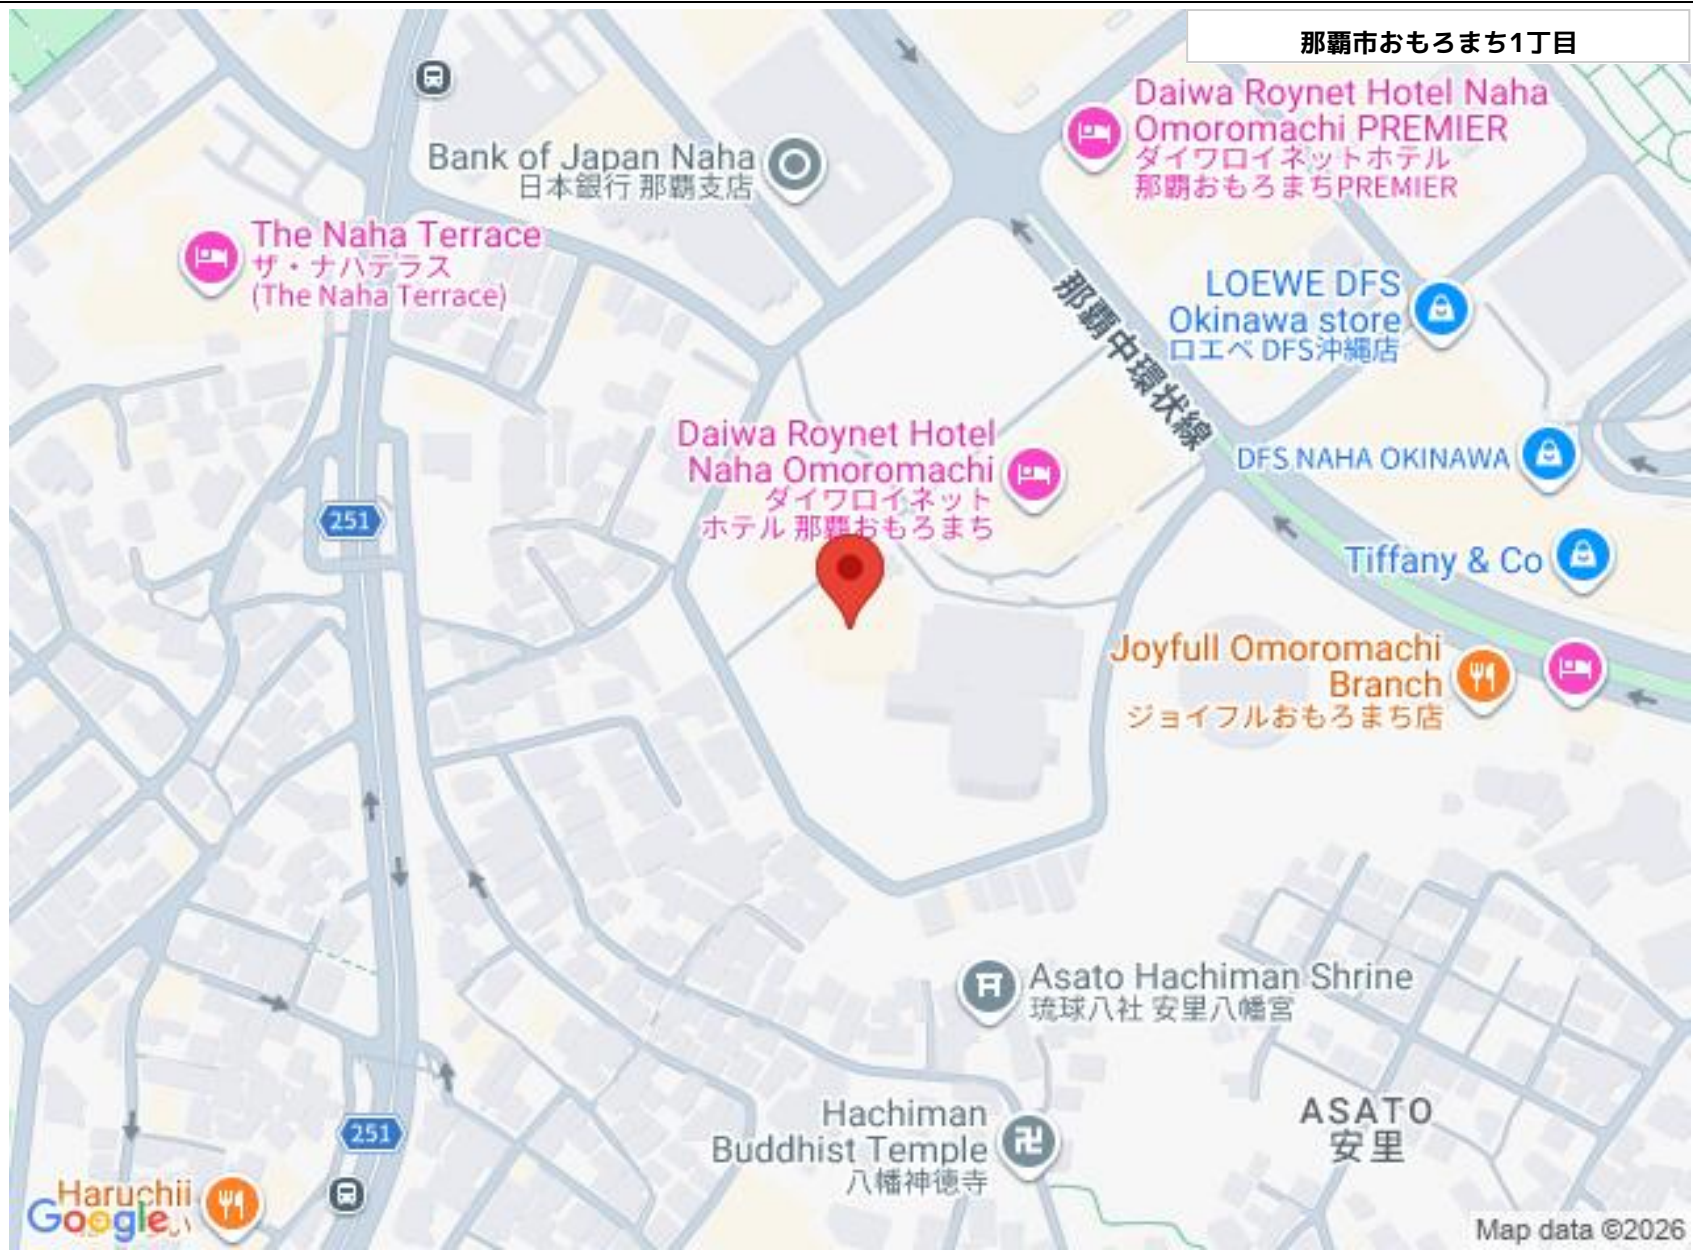 那覇市おもろまち1丁目
Daiwa Roynet Hotel Naha
Omoromachi PREMIER
ダイワロイネットホテル
那覇おもろまちPREMIER
Bank of Japan Naha
日本銀行 那覇支店
The Naha Terrace
ザ・ナハテラス
(The Naha Terrace)
LOEWE DFS
Okinawa store
ロエベ DFS沖縄店
那覇中環状線
Daiwa Roynet Hotel
Naha Omoromachi
ダイワロイネット
ホテル 那覇おもろまち
DFS NAHA OKINAWA
251
Tiffany & Co
Joyfull Omoromachi
Branch
ジョイフルおもろまち店
Asato Hachiman Shrine
琉球八社 安里八幡宮
Hachiman
Buddhist Temple
八幡神徳寺
ASATO
安里
251
Haruchii
Google
Map data ©2026